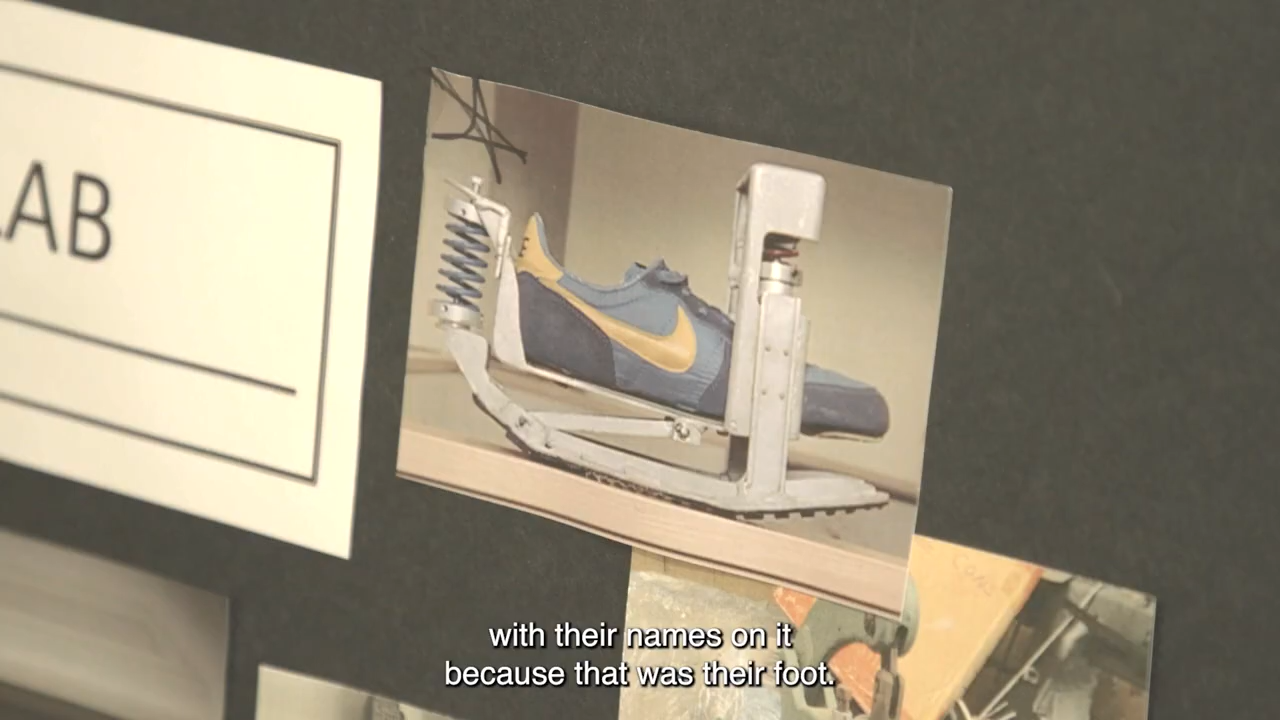 AB
with their names on it
because that was their foot.